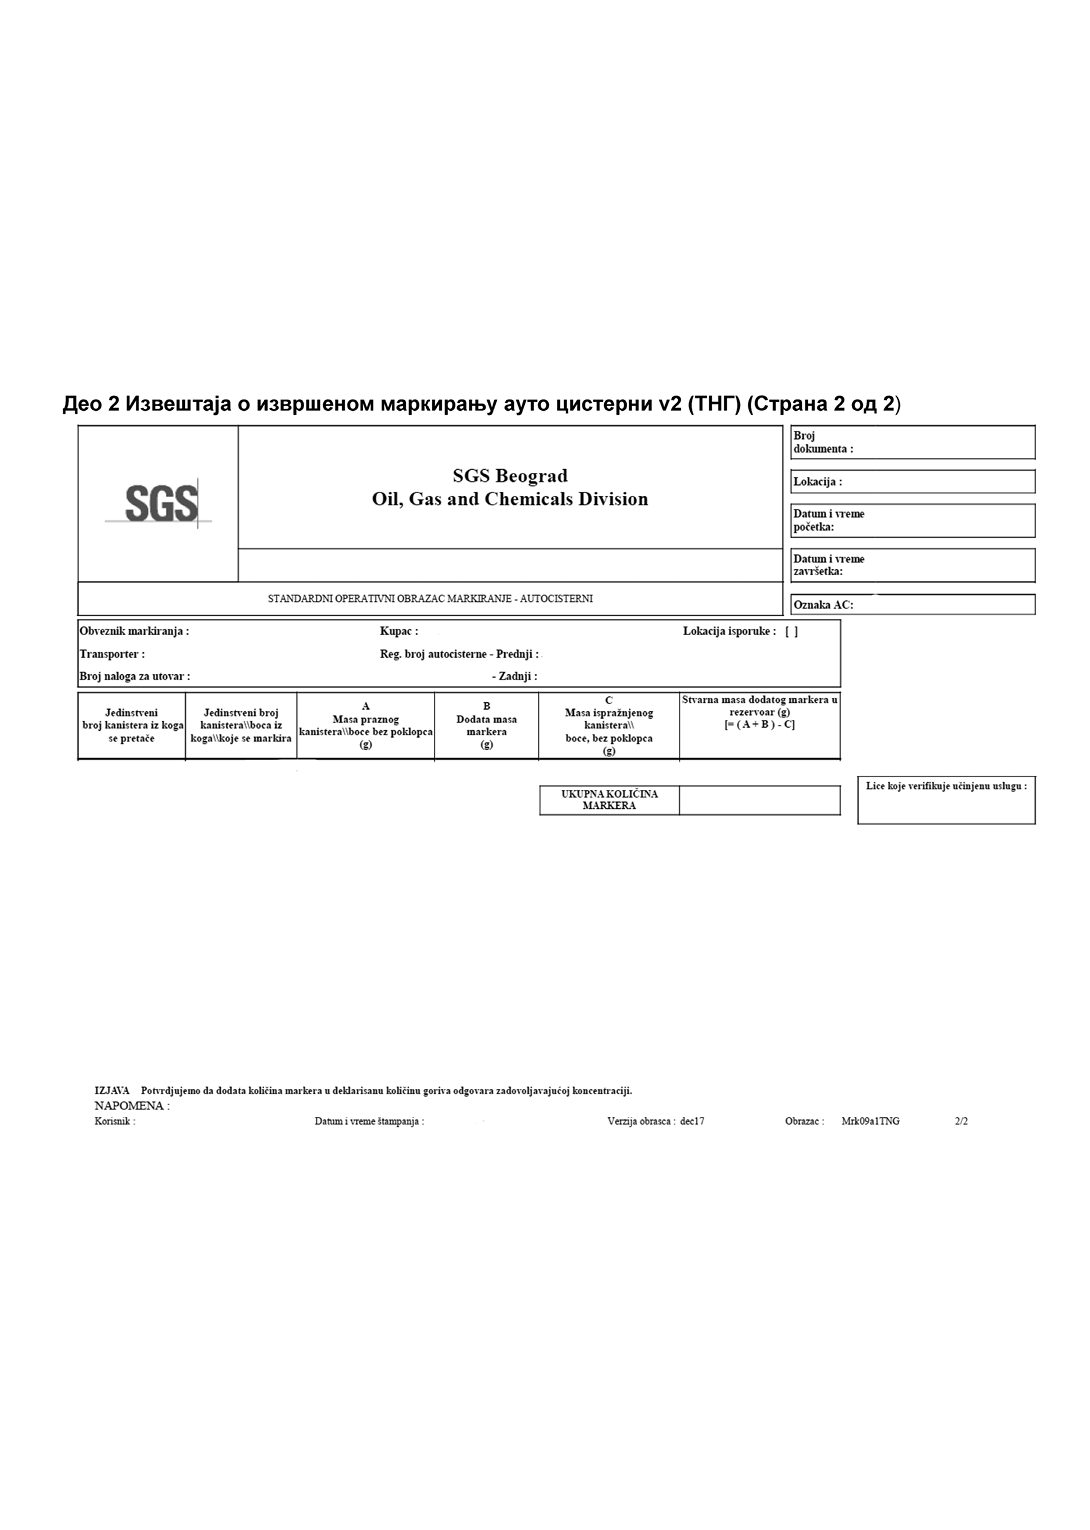 Део 2 Извештаја о извршеном маркирању ауто цистерни v2 (ТНГ) (Страна 2 од 2)
SGS
SGS Beograd
Oil, Gas and Chemicals Division
STANDARDNI OPERATIVNI OBRAZAC MARKIRANJE - AUTOCISTERNI
Broj
dokumenta :
Lokacija :
Datum i vreme
početka:
Datum i vreme
završetka:
Oznaka AC:
Obveznik markiranja : Kupac : Lokacija isporuke : [ ]
Transporter : Reg. broj autocisterne - Prednji :
Broj naloga za utovar : - Zadnji :
Jedinstveni
broj kanistera iz koga
se pretače
Jedinstveni broj
kanistera\\boca iz
koga\\koje se markira
A
Masa praznog
kanistera\\boce bez poklopca
(g)
B
Dodata masa
markera
(g)
C
Masa ispražnjenog
kanistera\\
boce, bez poklopca
(g)
Stvarna masa dodatog markera u
rezervoar (g)
[= ( A + B ) - C]
UKUPNA KOLIČINA
MARKERA
Lice koje verifikuje učinjenu uslugu :
IZJAVA Potvrdjujemo da dodata količina markera u deklarisanu količinu goriva odgovara zadovoljavajućoj koncentraciji.
NAPOMENA :
Korisnik : Datum i vreme štampanja : Verzija obrasca : dec17 Obrazac : Mrk09a1TNG 2/2